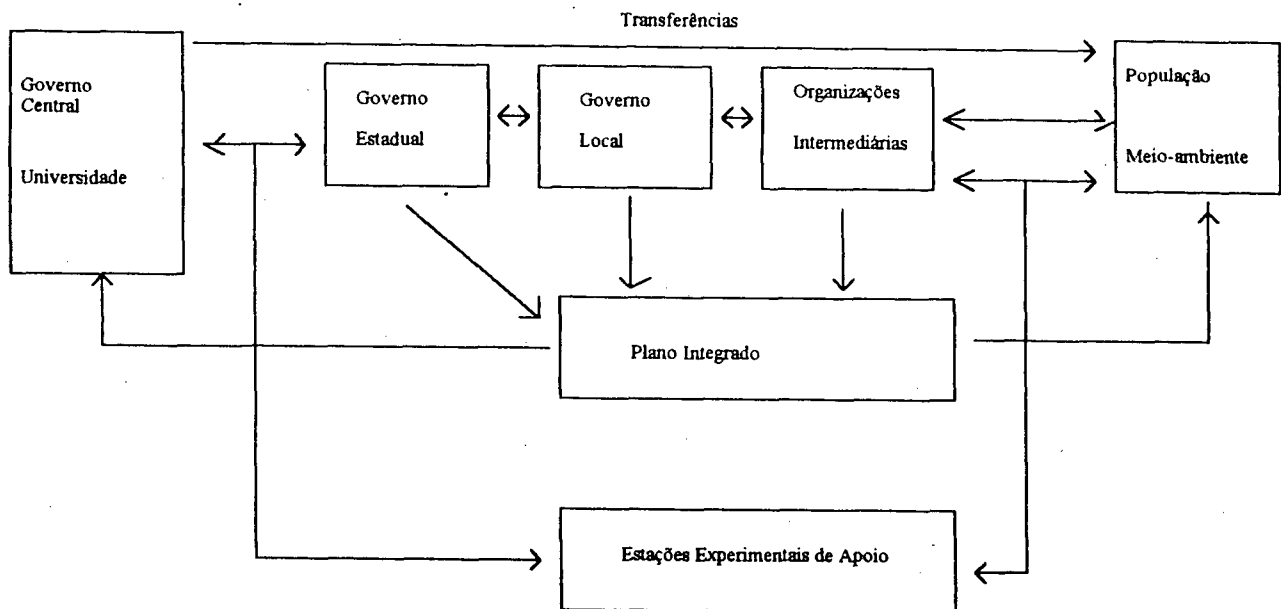 Transferências
Governo
Central
Universidade
Governo
Estadual
Governo
Local
Organizações
Intermediárias
População
Meio-ambiente
Plano Integrado
Estações Experimentais de Apoio